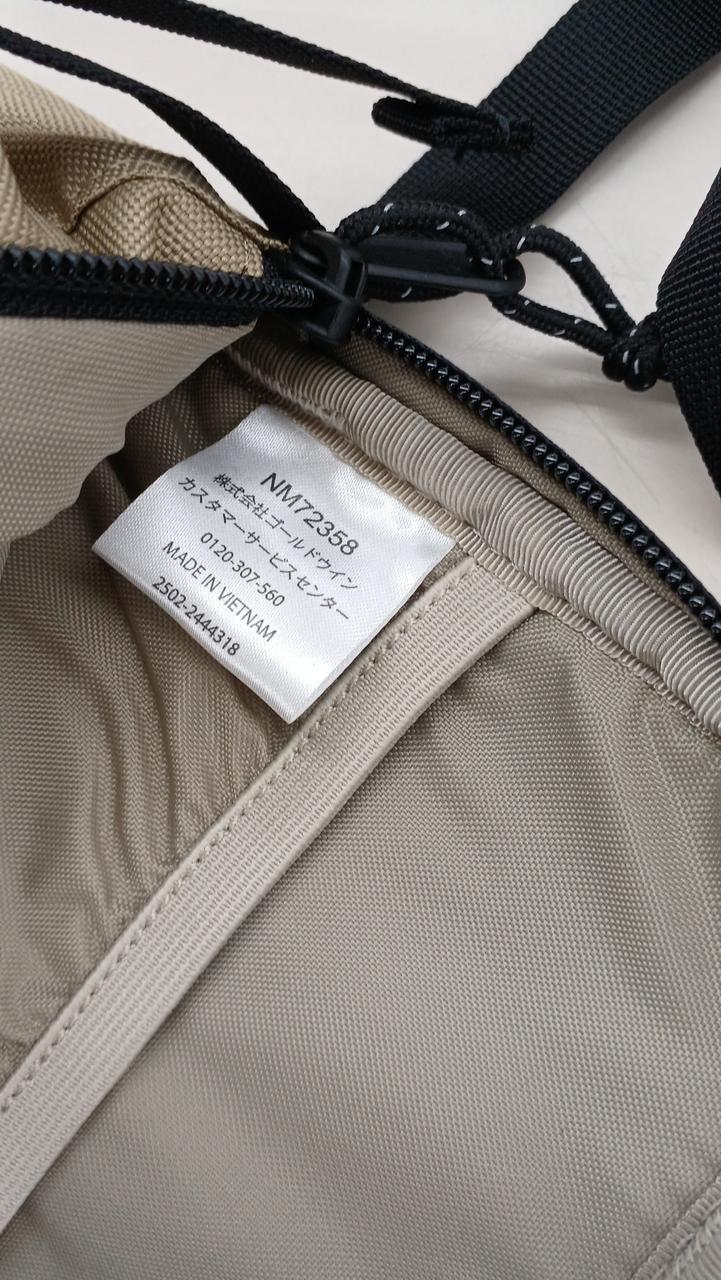 NM72358
株式会社ゴールドウイン
カスタマーサービスセンター
0120-307-560
MADE IN VIETNAM
2502-2444318